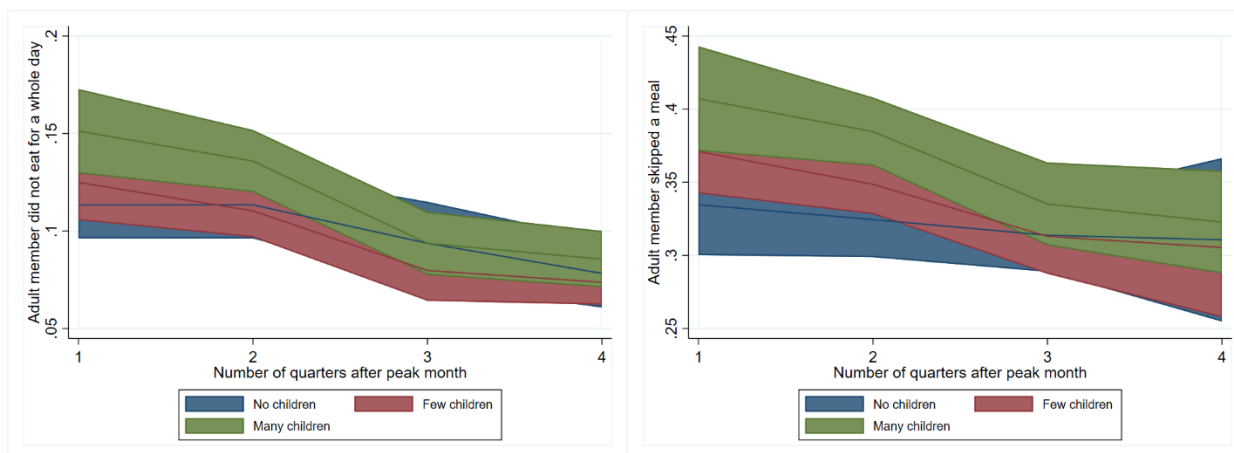 Adult member did not eat for a whole day
.2
.15
.1
.05
1 2 3 4
Number of quarters after peak month
No children Few children
Many children
Adult member skipped a meal
.45
.4
.35
.3
.25
1 2 3 4
Number of quarters after peak month
No children Few children
Many children